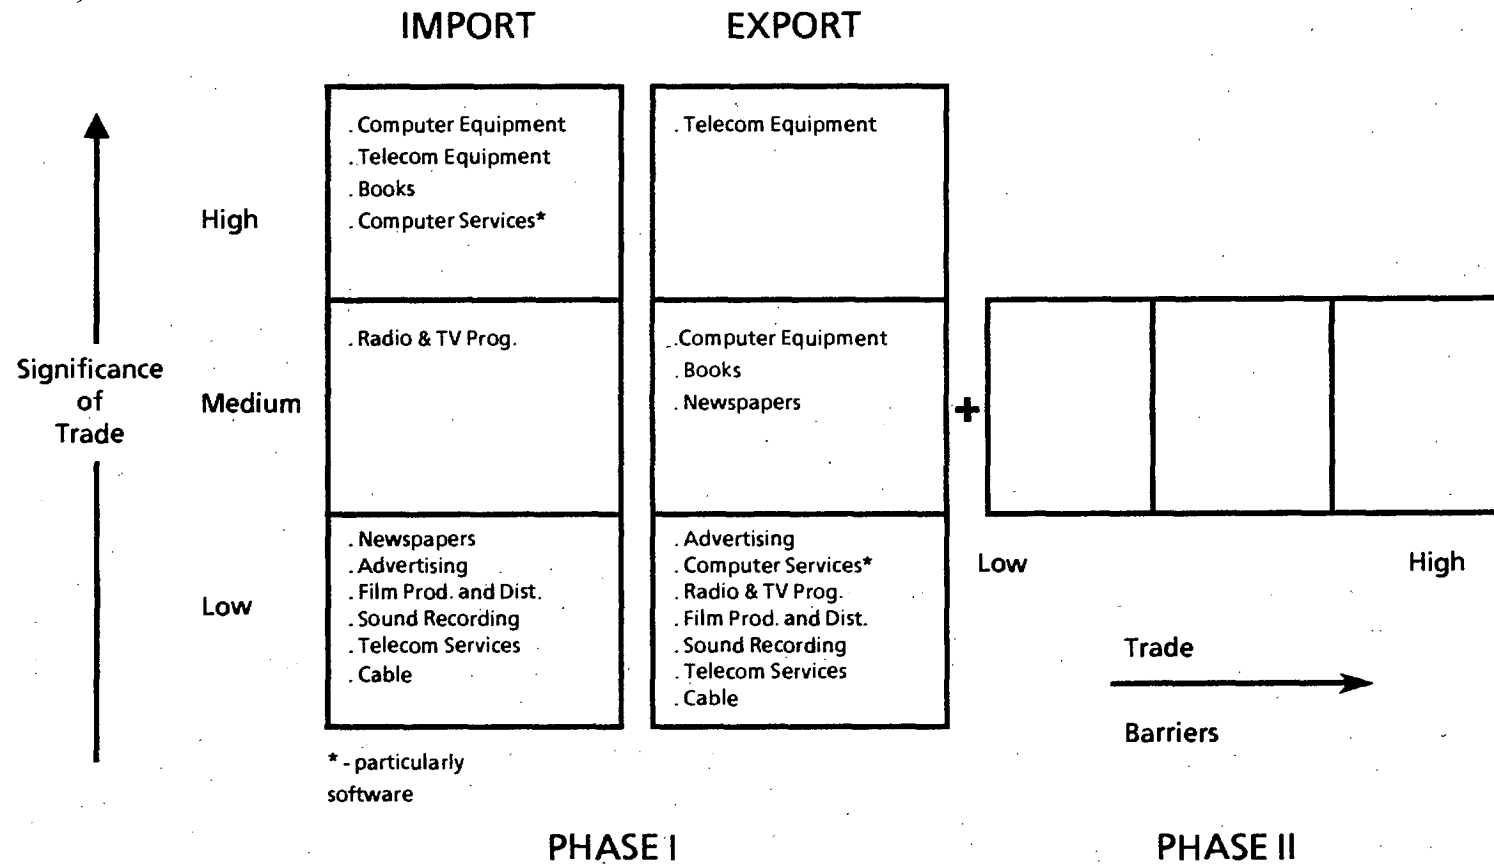 IMPORT
EXPORT
. Computer Equipment
. Telecom Equipment
. Books
. Computer Services*
. Telecom Equipment
High
. Radio & TV Prog.
. Computer Equipment
. Books
. Newspapers
Significance
of
Trade
Medium
+
. Newspapers
. Advertising
. Film Prod. and Dist.
. Sound Recording
. Telecom Services
. Cable
. Advertising
. Computer Services*
. Radio & TV Prog.
. Film Prod. and Dist.
. Sound Recording
. Telecom Services
. Cable
Low
Low
High
Trade
Barriers
* - particularly
software
PHASE I
PHASE II